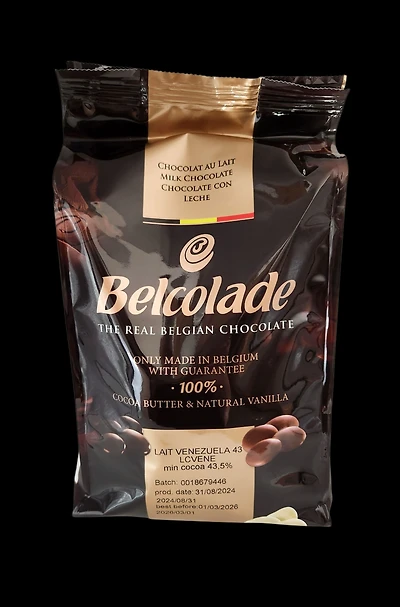 CHOCOLAT AU LAIT
MILK CHOCOLATE
CHOCOLATE CON
LECHE
Belcolade
THE REAL BELGIAN CHOCOLATE
ONLY MADE IN BELGIUM
WITH GUARANTEE
· 100% ·
COCOA BUTTER & NATURAL VANILLA
LAIT VENEZUELA 43
LCVENE
min cocoa 43,5%
Batch: 0018679446
prod. date: 31/08/2024
2024/08/31
best before:01/03/2026
2026/03/01